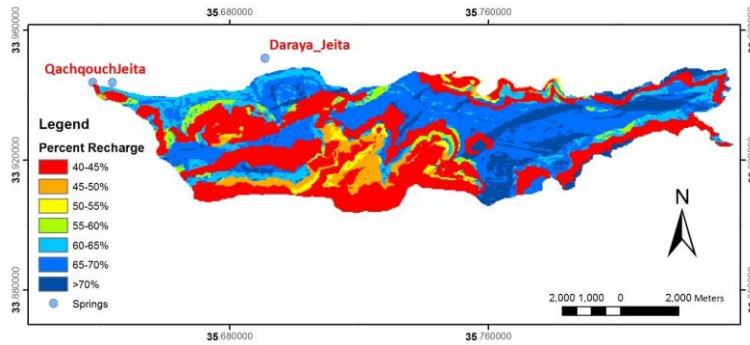 35.680000 35.760000
33.960000
Daraya_Jeita
QachqouchJeita
Legend
Percent Recharge
40-45%
45-50%
50-55%
55-60%
60-65%
65-70%
>70%
Springs
33.920000
33.880000
N
2,000 1,000 0 2,000 Meters
35.680000 35.760000